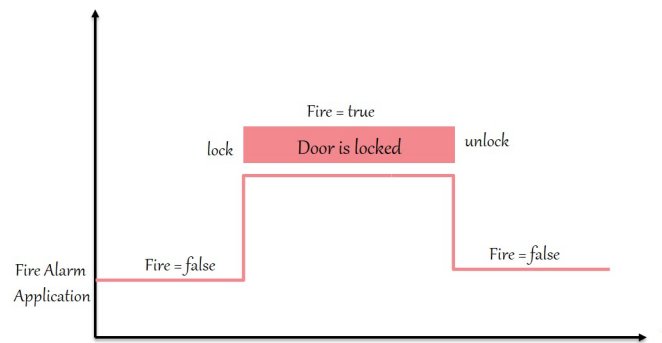 Fire = true
lock
Door is locked
unlock
Fire = false
Fire = false
Fire Alarm
Application